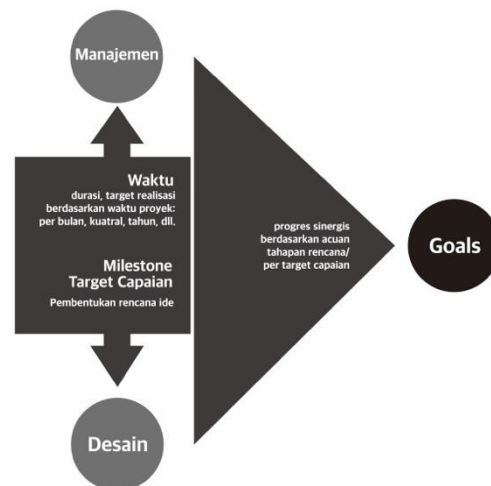 Manajemen
Waktu
durasi, target realisasi
berdasarkan waktu proyek:
per bulan, kuatral, tahun, dll.
Milestone
Target Capaian
Pembentukan rencana ide
progres sinergis
berdasarkan acuan
tahapan rencana/
per target capaian
Goals
Desain